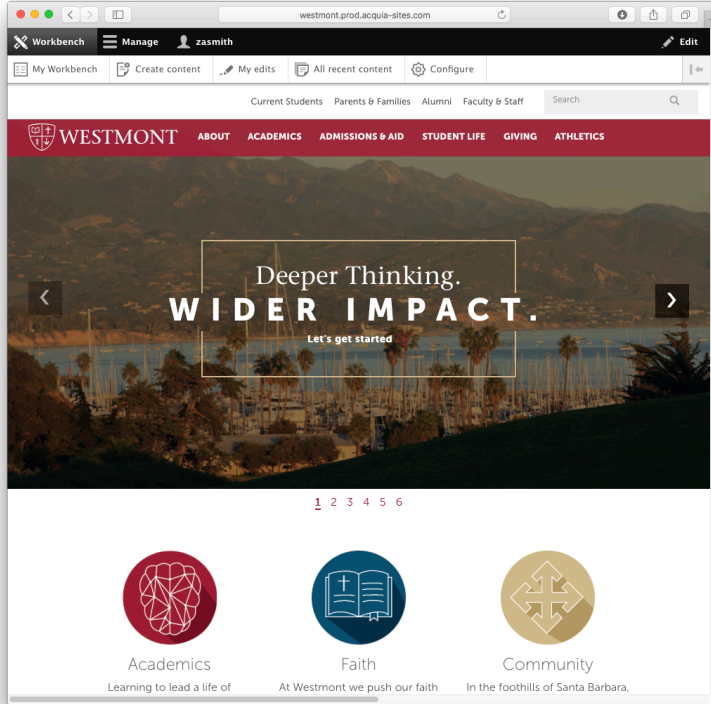 westmont.prod.acquia-sites.com
Workbench Manage zasmith Edit
My Workbench Create content My edits All recent content Configure
Current Students Parents & Families Alumni Faculty & Staff Search
WESTMONT ABOUT ACADEMICS ADMISSIONS & AID STUDENT LIFE GIVING ATHLETICS
Deeper Thinking.
WIDER IMPACT.
Let's get started
1 2 3 4 5 6
Academics Faith Community
Learning to lead a life of At Westmont we push our faith In the foothills of Santa Barbara,